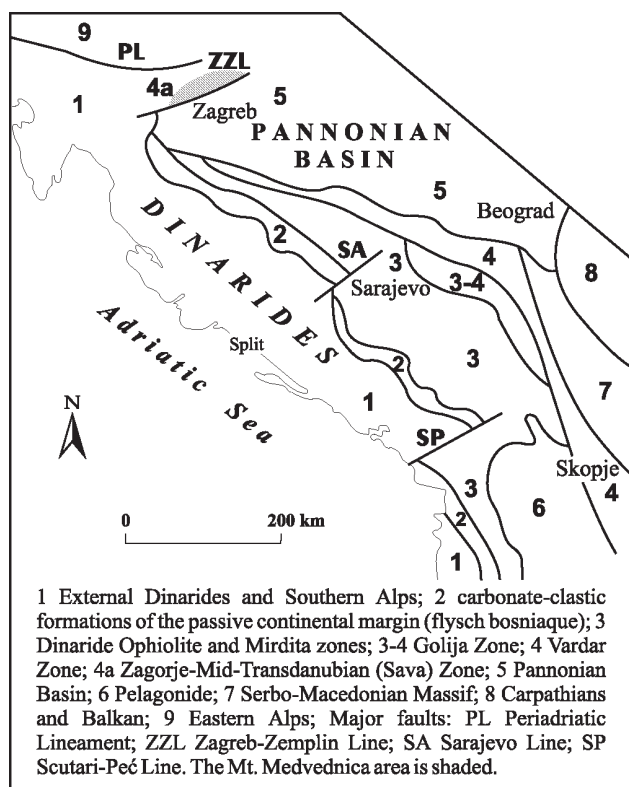 9
PL
ZZL
4a
1
5
Zagreb
PANNONIAN
BASIN
5
Beograd
DINARIDES
2
SA
3
4
8
Sarajevo
3-4
Adriatic Sea
Split
2
3
1
7
N
SP
Skopje
3
4
6
0
200 km
2
1
1 External Dinarides and Southern Alps; 2 carbonate-clastic
formations of the passive continental margin (flysch bosniaque); 3
Dinaride Ophiolite and Mirdita zones; 3-4 Golija Zone; 4 Vardar
Zone; 4a Zagorje-Mid-Transdanubian (Sava) Zone; 5 Pannonian
Basin; 6 Pelagonide; 7 Serbo-Macedonian Massif; 8 Carpathians
and Balkan; 9 Eastern Alps; Major faults: PL Periadriatic
Lineament; ZZL Zagreb-Zemplin Line; SA Sarajevo Line; SP
Scutari-Peć Line. The Mt. Medvednica area is shaded.